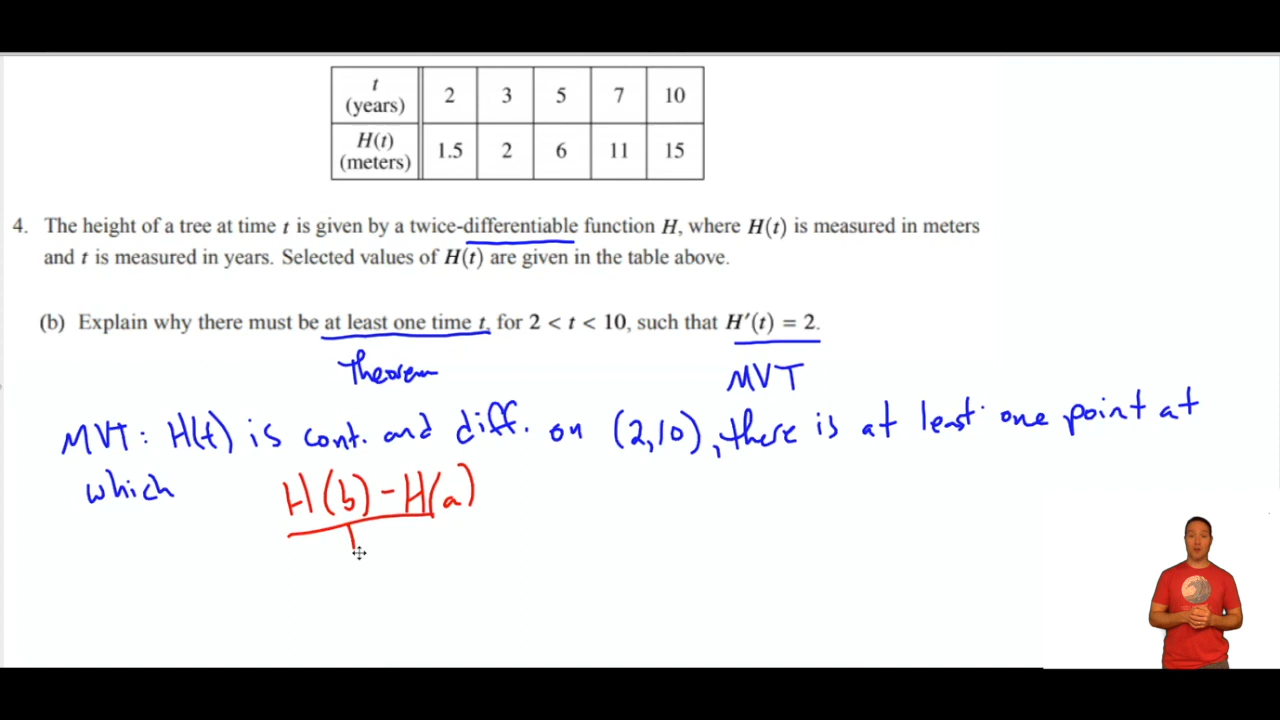 t (years) 2 3 5 7 10
H(t) (meters) 1.5 2 6 11 15
4. The height of a tree at time t is given by a twice-differentiable function H, where H(t) is measured in meters
and t is measured in years. Selected values of H(t) are given in the table above.
(b) Explain why there must be at least one time t, for 2 < t < 10, such that H′(t) = 2.
Theorem MVT
MVT: H(t) is cont. and diff. on (2,10), there is at least one point at
which H(b)-H(a)